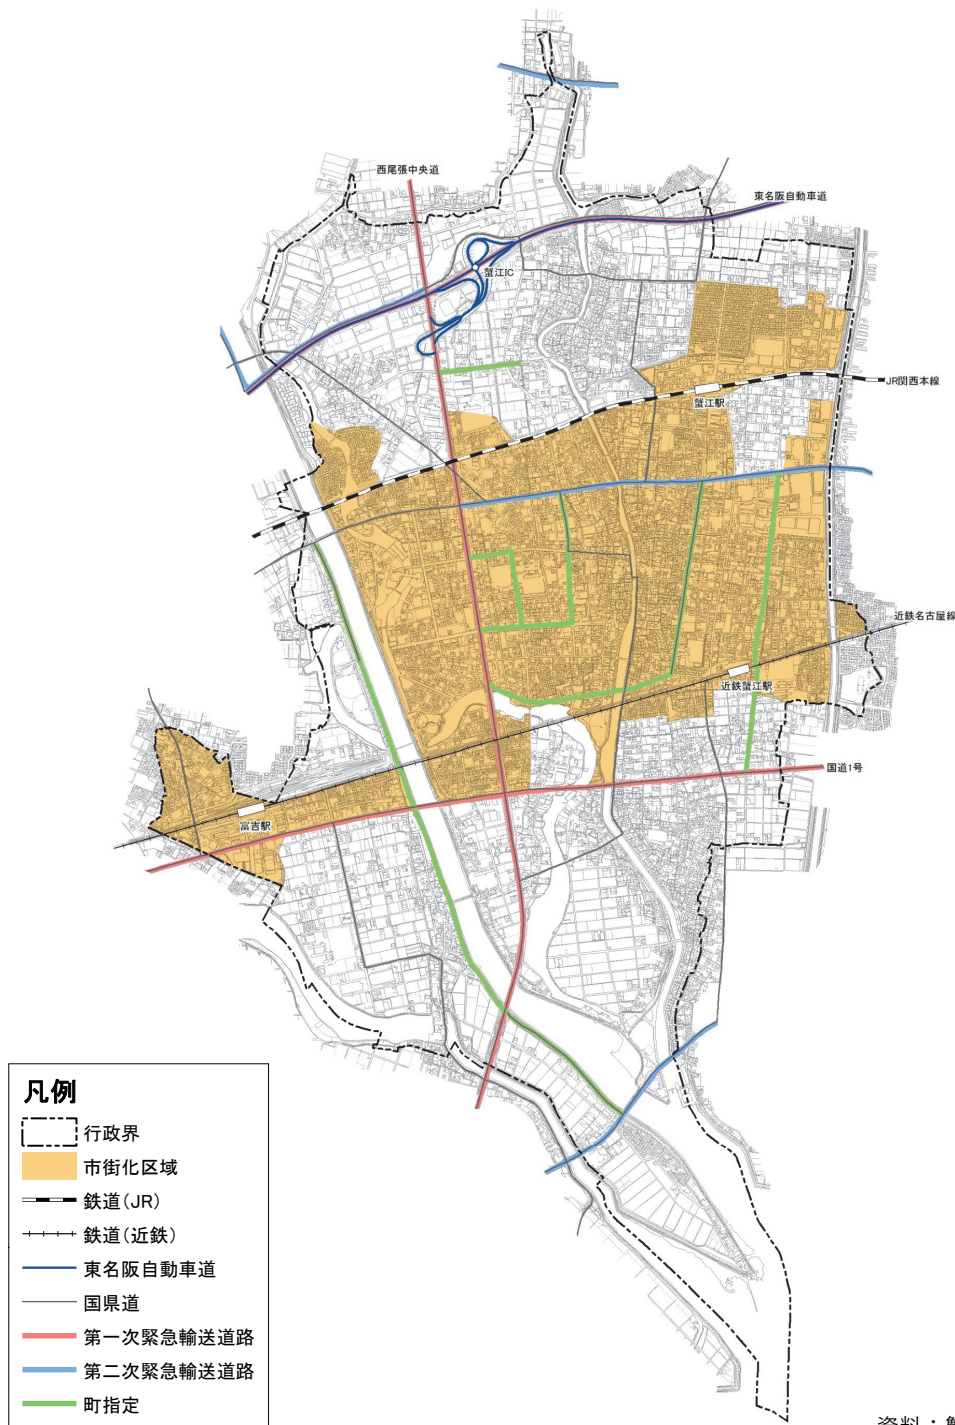 西尾張中央道
東名阪自動車道
蟹江IC
JR関西本線
蟹江駅
近鉄名古屋線
近鉄蟹江駅
国道1号
富吉駅
凡例
行政界
市街化区域
鉄道(JR)
鉄道(近鉄)
東名阪自動車道
国県道
第一次緊急輸送道路
第二次緊急輸送道路
町指定
資料：